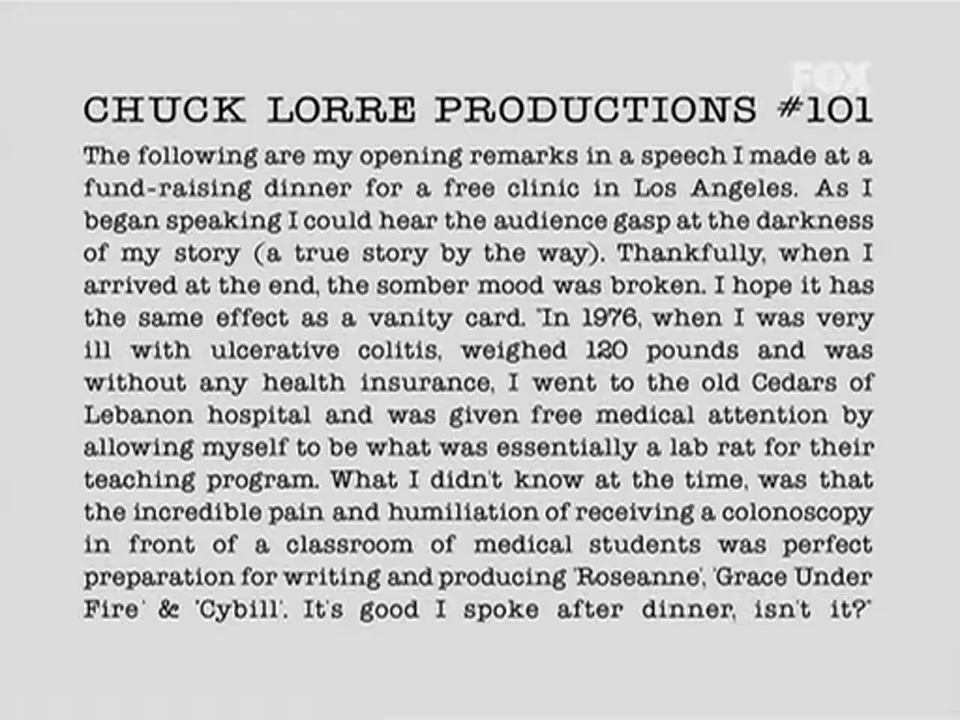 FOX
CHUCK LORRE PRODUCTIONS #101
The following are my opening remarks in a speech I made at a
fund-raising dinner for a free clinic in Los Angeles. As I
began speaking I could hear the audience gasp at the darkness
of my story (a true story by the way). Thankfully, when I
arrived at the end, the somber mood was broken. I hope it has
the same effect as a vanity card. "In 1976, when I was very
ill with ulcerative colitis, weighed 120 pounds and was
without any health insurance, I went to the old Cedars of
Lebanon hospital and was given free medical attention by
allowing myself to be what was essentially a lab rat for their
teaching program. What I didn't know at the time, was that
the incredible pain and humiliation of receiving a colonoscopy
in front of a classroom of medical students was perfect
preparation for writing and producing 'Roseanne', 'Grace Under
Fire' & 'Cybill'. It's good I spoke after dinner, isn't it?"